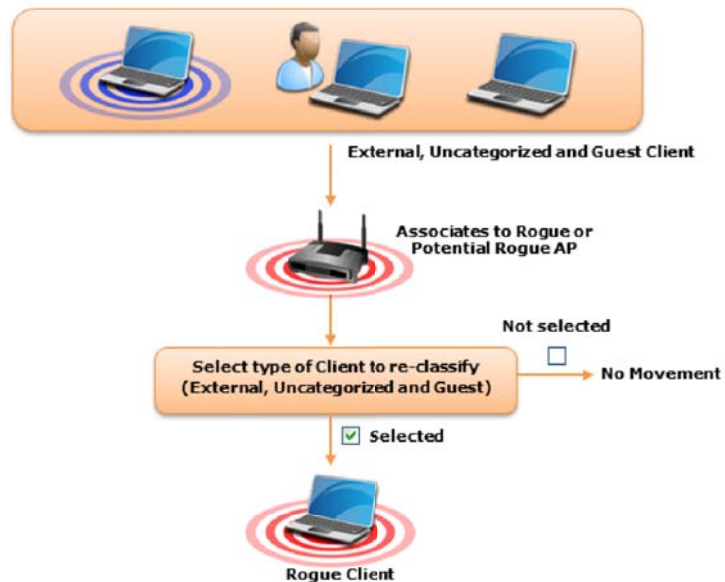 External, Uncategorized and Guest Client
Associates to Rogue or
Potential Rogue AP
Not selected
Select type of Client to re-classify
(External, Uncategorized and Guest)
No Movement
Selected
Rogue Client